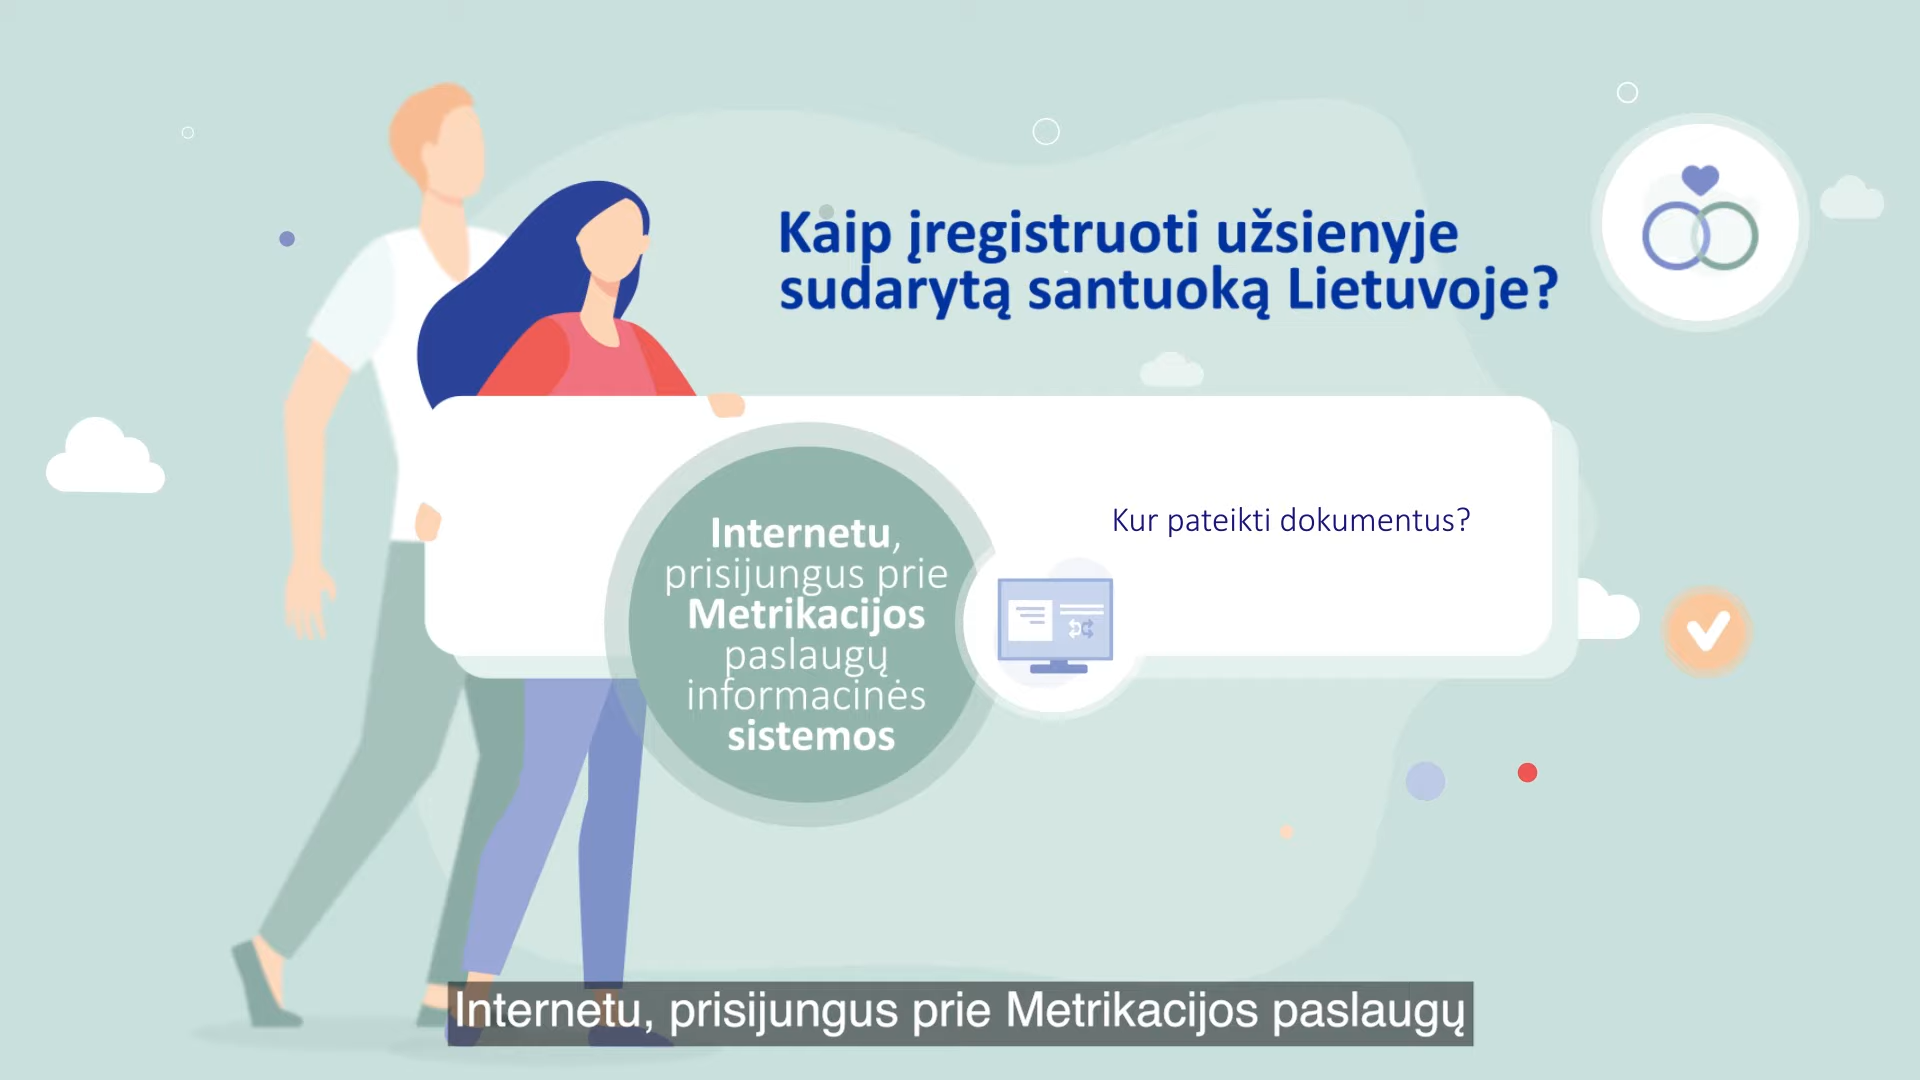 Kaip įregistruoti užsienyje
sudarytą santuoką Lietuvoje?
Kur pateikti dokumentus?
Internetu,
prisijungus prie
Metrikacijos
paslaugų
informacinės
sistemos
Internetu, prisijungus prie Metrikacijos paslaugų